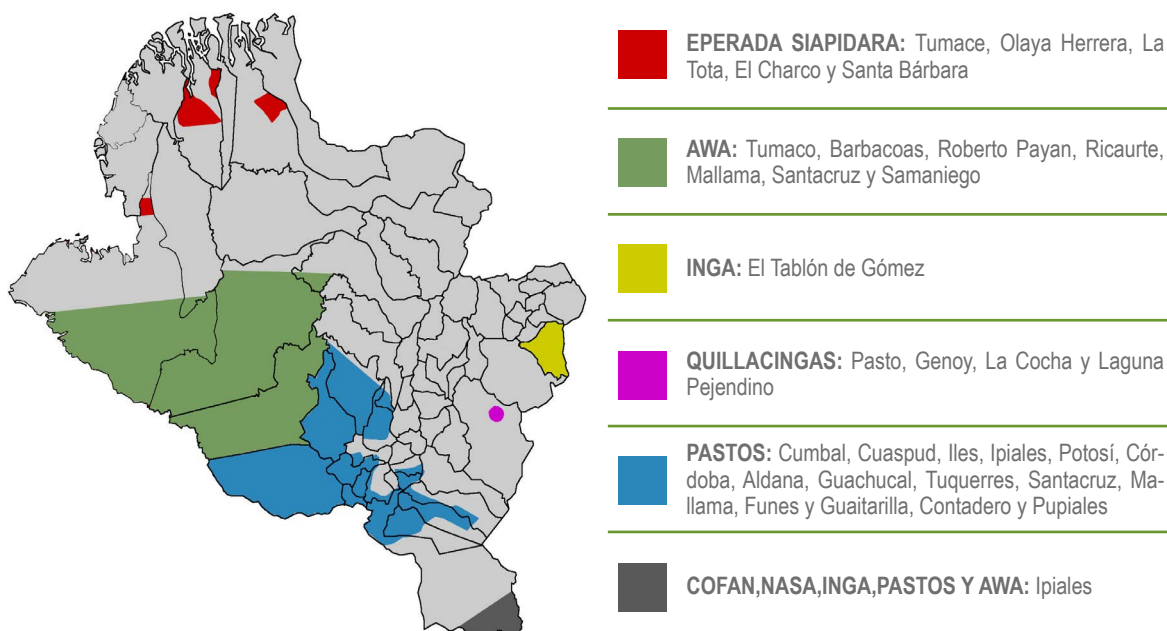 EPERADA SIAPIDARA: Tumace, Olaya Herrera, La
Tota, El Charco y Santa Bárbara
AWA: Tumaco, Barbacoas, Roberto Payan, Ricaurte,
Mallama, Santacruz y Samaniego
INGA: El Tablón de Gómez
QUILLACINGAS: Pasto, Genoy, La Cocha y Laguna
Pejendino
PASTOS: Cumbal, Cuaspud, Iles, Ipiales, Potosí, Cór-
doba, Aldana, Guachucal, Tuquerres, Santacruz, Ma-
llama, Funes y Guaitarilla, Contadero y Pupiales
COFAN,NASA,INGA,PASTOS Y AWA: Ipiales